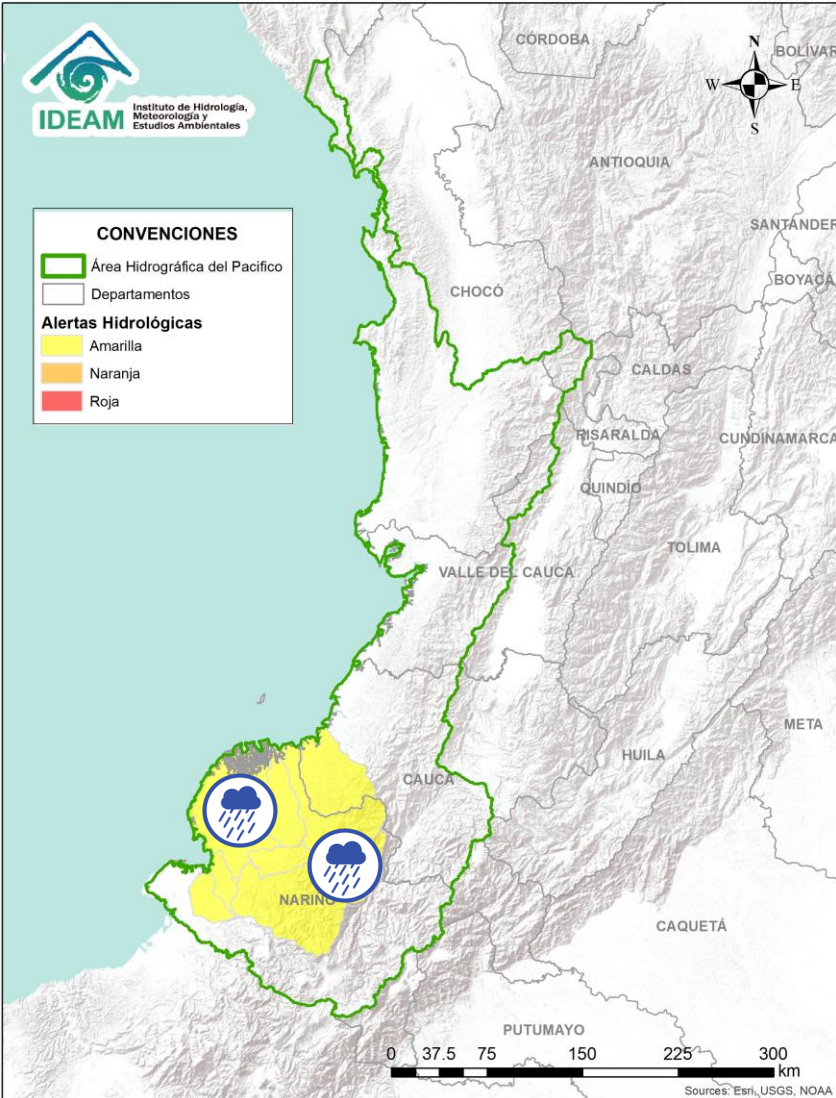 IDEAM
Instituto de Hidrología,
Meteorología y
Estudios Ambientales
CONVENCIONES
Área Hidrográfica del Pacifico
Departamentos
Alertas Hidrológicas
Amarilla
Naranja
Roja
N
W E
S
CÓRDOBA
BOLÍVAR
ANTIOQUIA
SANTANDER
BOYACÁ
CHOCÓ
CALDAS
RISARALDA
CUNDINAMARCA
QUINDÍO
TOLIMA
VALLE DEL CAUCA
META
HUILA
CAUCA
NARIÑO
CAQUETÁ
PUTUMAYO
0 37.5 75 150 225 300
km
Sources: Esri, USGS, NOAA